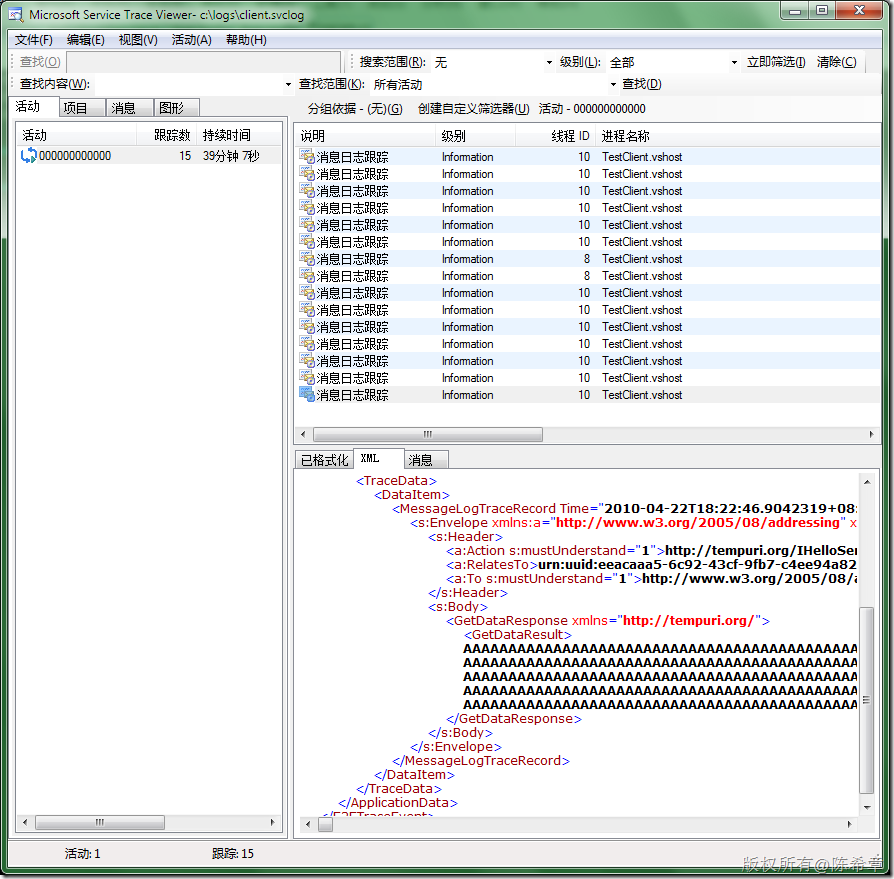 Microsoft Service Trace Viewer- c:\logs\client.svclog
文件(F) 编辑(E) 视图(V) 活动(A) 帮助(H)
查找(O) 搜索范围(R): 无 级别(L): 全部 立即筛选(I) 清除(C)
查找内容(W): 查找范围(K): 所有活动 查找(D)
活动 项目 消息 图形
分组依据 - (无)(G) 创建自定义筛选器(U) 活动 - 000000000000
活动 跟踪数 持续时间
000000000000 15 39分钟 7秒
说明 级别 线程 ID 进程名称
消息日志跟踪 Information 10 TestClient.vshost
消息日志跟踪 Information 10 TestClient.vshost
消息日志跟踪 Information 10 TestClient.vshost
消息日志跟踪 Information 10 TestClient.vshost
消息日志跟踪 Information 10 TestClient.vshost
消息日志跟踪 Information 10 TestClient.vshost
消息日志跟踪 Information 8 TestClient.vshost
消息日志跟踪 Information 8 TestClient.vshost
消息日志跟踪 Information 10 TestClient.vshost
消息日志跟踪 Information 10 TestClient.vshost
消息日志跟踪 Information 10 TestClient.vshost
消息日志跟踪 Information 10 TestClient.vshost
消息日志跟踪 Information 10 TestClient.vshost
消息日志跟踪 Information 10 TestClient.vshost
消息日志跟踪 Information 10 TestClient.vshost
已格式化 XML 消息
<TraceData>
<DataItem>
<MessageLogTraceRecord Time="2010-04-22T18:22:46.9042319+08:
<s:Envelope xmlns:a="http://www.w3.org/2005/08/addressing" x
<s:Header>
<a:Action s:mustUnderstand="1">http://tempuri.org/IHelloSer
<a:RelatesTo>urn:uuid:eeacaaa5-6c92-43cf-9fb7-c4ee94a82
<a:To s:mustUnderstand="1">http://www.w3.org/2005/08/a
</s:Header>
<s:Body>
<GetDataResponse xmlns="http://tempuri.org/">
<GetDataResult>
AAAAAAAAAAAAAAAAAAAAAAAAAAAAAAAAAAAAAAAAAAAA
AAAAAAAAAAAAAAAAAAAAAAAAAAAAAAAAAAAAAAAAAAAA
AAAAAAAAAAAAAAAAAAAAAAAAAAAAAAAAAAAAAAAAAAAA
AAAAAAAAAAAAAAAAAAAAAAAAAAAAAAAAAAAAAAAAAAAA
AAAAAAAAAAAAAAAAAAAAAAAAAAAAAAAAAAAAAAAAAAAA
</GetDataResponse>
</s:Body>
</s:Envelope>
</MessageLogTraceRecord>
</DataItem>
</TraceData>
</ApplicationData>
</E2ETraceEvent>
活动: 1 跟踪: 15
版权所有@陈希章